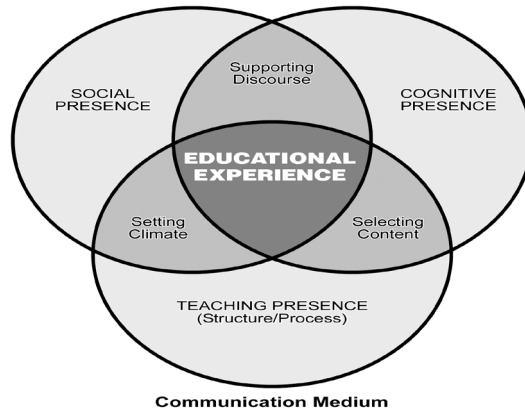 Supporting
Discourse
SOCIAL
PRESENCE
COGNITIVE
PRESENCE
EDUCATIONAL
EXPERIENCE
Setting
Climate
Selecting
Content
TEACHING PRESENCE
(Structure/Process)
Communication Medium